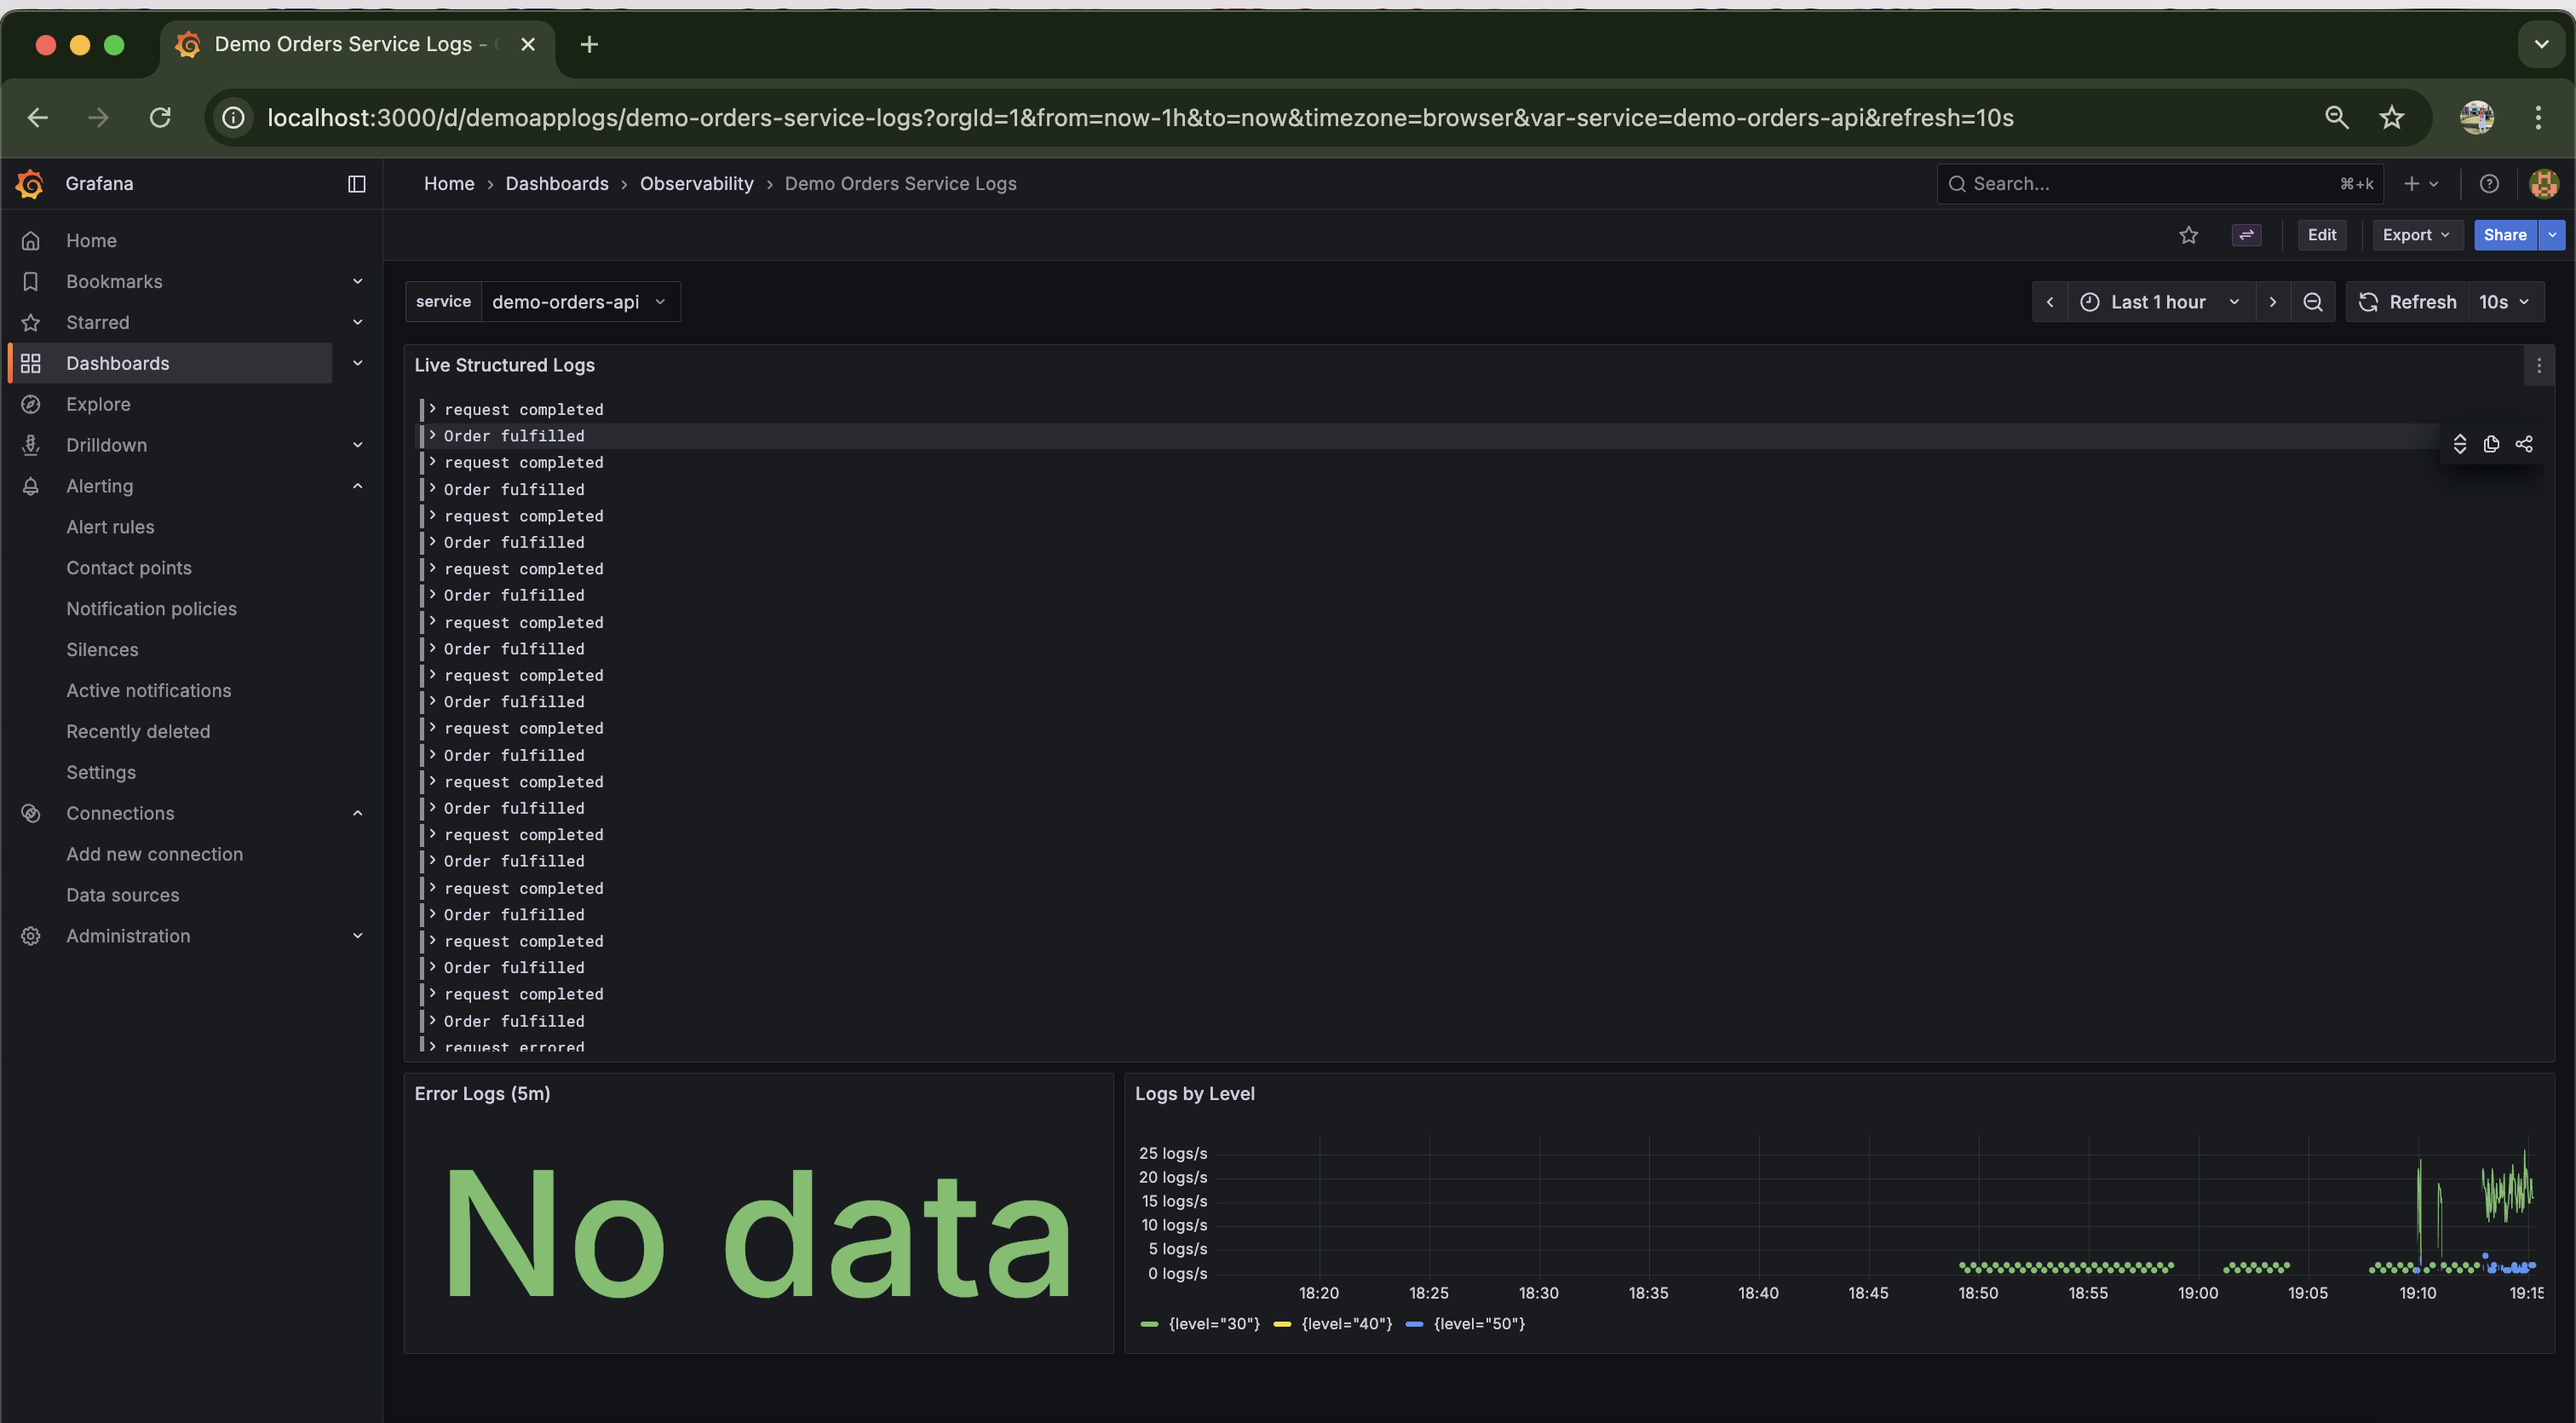 Demo Orders Service Logs -
localhost:3000/d/demoapplogs/demo-orders-service-logs?orgId=1&from=now-1h&to=now&timezone=browser&var-service=demo-orders-api&refresh=10s
Grafana
Home › Dashboards › Observability › Demo Orders Service Logs
Search... ⌘+k
Edit Export Share
Home
Bookmarks
Starred
Dashboards
Explore
Drilldown
Alerting
Alert rules
Contact points
Notification policies
Silences
Active notifications
Recently deleted
Settings
Connections
Add new connection
Data sources
Administration
service demo-orders-api
Last 1 hour Refresh 10s
Live Structured Logs
request completed
Order fulfilled
request completed
Order fulfilled
request completed
Order fulfilled
request completed
Order fulfilled
request completed
Order fulfilled
request completed
Order fulfilled
request completed
Order fulfilled
request completed
Order fulfilled
request completed
Order fulfilled
request completed
Order fulfilled
request completed
Order fulfilled
request completed
Order fulfilled
request errored
Error Logs (5m)
No data
Logs by Level
25 logs/s
20 logs/s
15 logs/s
10 logs/s
5 logs/s
0 logs/s
18:20 18:25 18:30 18:35 18:40 18:45 18:50 18:55 19:00 19:05 19:10 19:15
{level="30"} {level="40"} {level="50"}